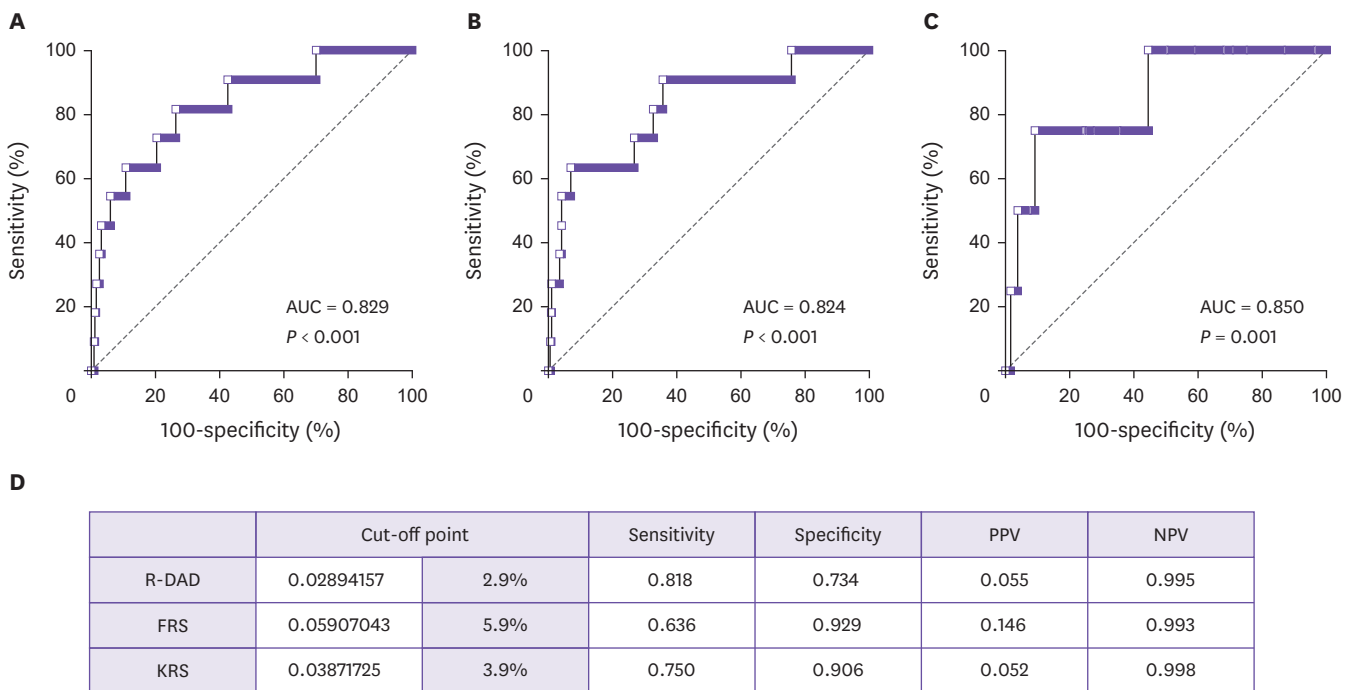 A
Sensitivity (%)
100
80
60
40
20
0
20
40
60
80
100
100-specificity (%)
AUC = 0.829
P < 0.001
B
Sensitivity (%)
100
80
60
40
20
0
20
40
60
80
100
100-specificity (%)
AUC = 0.824
P < 0.001
C
Sensitivity (%)
100
80
60
40
20
0
20
40
60
80
100
100-specificity (%)
AUC = 0.850
P = 0.001
D
Cut-off point Sensitivity Specificity PPV NPV
R-DAD 0.02894157 2.9% 0.818 0.734 0.055 0.995
FRS 0.05907043 5.9% 0.636 0.929 0.146 0.993
KRS 0.03871725 3.9% 0.750 0.906 0.052 0.998